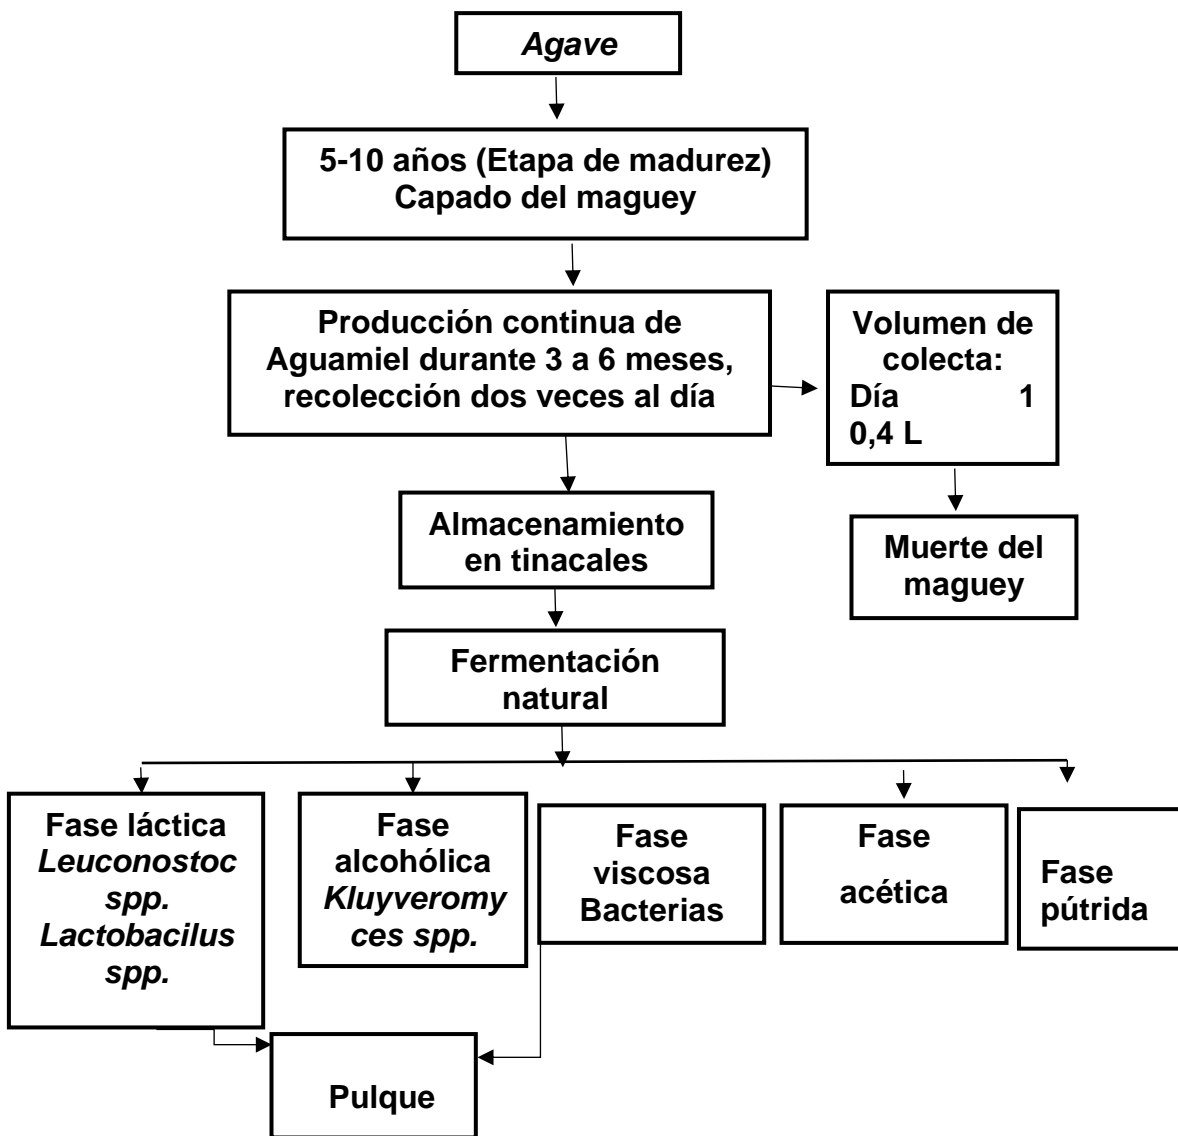 Agave
5-10 años (Etapa de madurez)
Capado del maguey
Producción continua de
Aguamiel durante 3 a 6 meses,
recolección dos veces al día
Volumen de
colecta:
Día 1
0,4 L
Almacenamiento
en tinacales
Muerte del
maguey
Fermentación
natural
Fase láctica
Leuconostoc
spp.
Lactobacilus
spp.
Fase
alcohólica
Kluyveromy
ces spp.
Fase
viscosa
Bacterias
Fase
acética
Fase
pútrida
Pulque